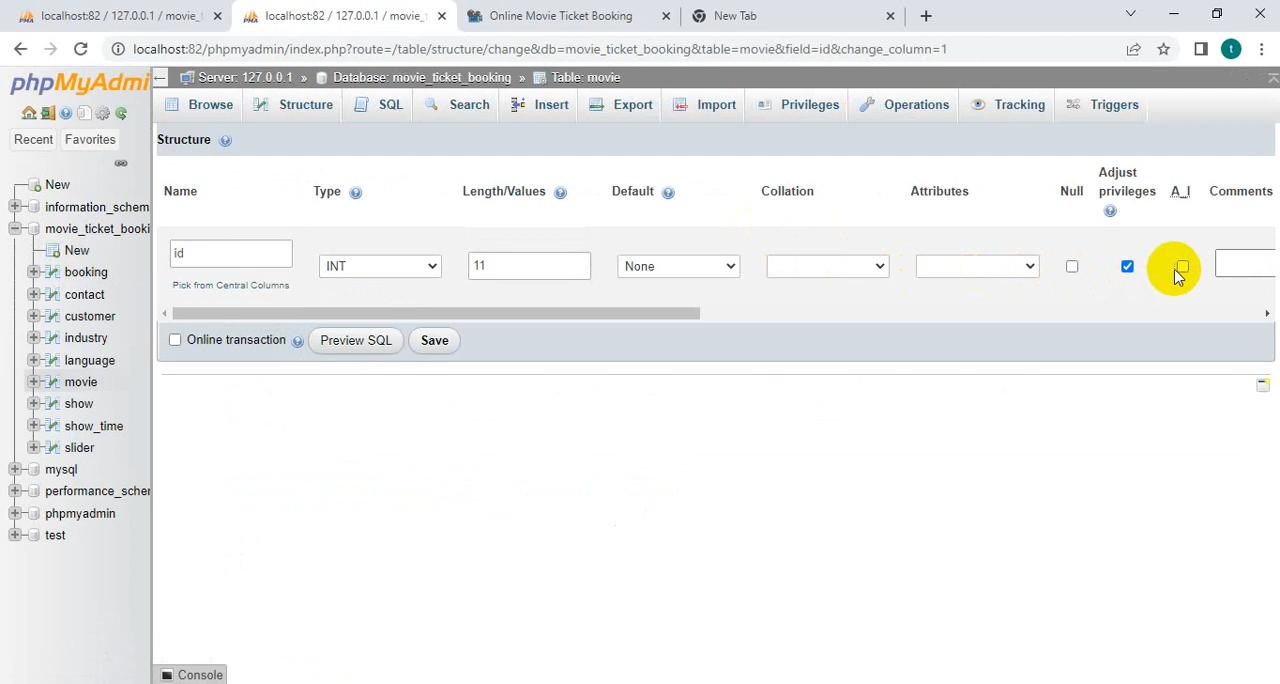 localhost:82 / 127.0.0.1 / movie_t
localhost:82 / 127.0.0.1 / movie_t
Online Movie Ticket Booking
New Tab
localhost:82/phpmyadmin/index.php?route=/table/structure/change&db=movie_ticket_booking&table=movie&field=id&change_column=1
t
phpMyAdmi
Server: 127.0.0.1 » Database: movie_ticket_booking » Table: movie
Browse Structure SQL Search Insert Export Import Privileges Operations Tracking Triggers
Recent Favorites
New
information_schem
movie_ticket_booki
New
booking
contact
customer
industry
language
movie
show
show_time
slider
mysql
performance_scher
phpmyadmin
test
Structure
Name Type Length/Values Default Collation Attributes Null Adjust privileges A_I Comments
id INT 11 None
Pick from Central Columns
Online transaction Preview SQL Save
Console